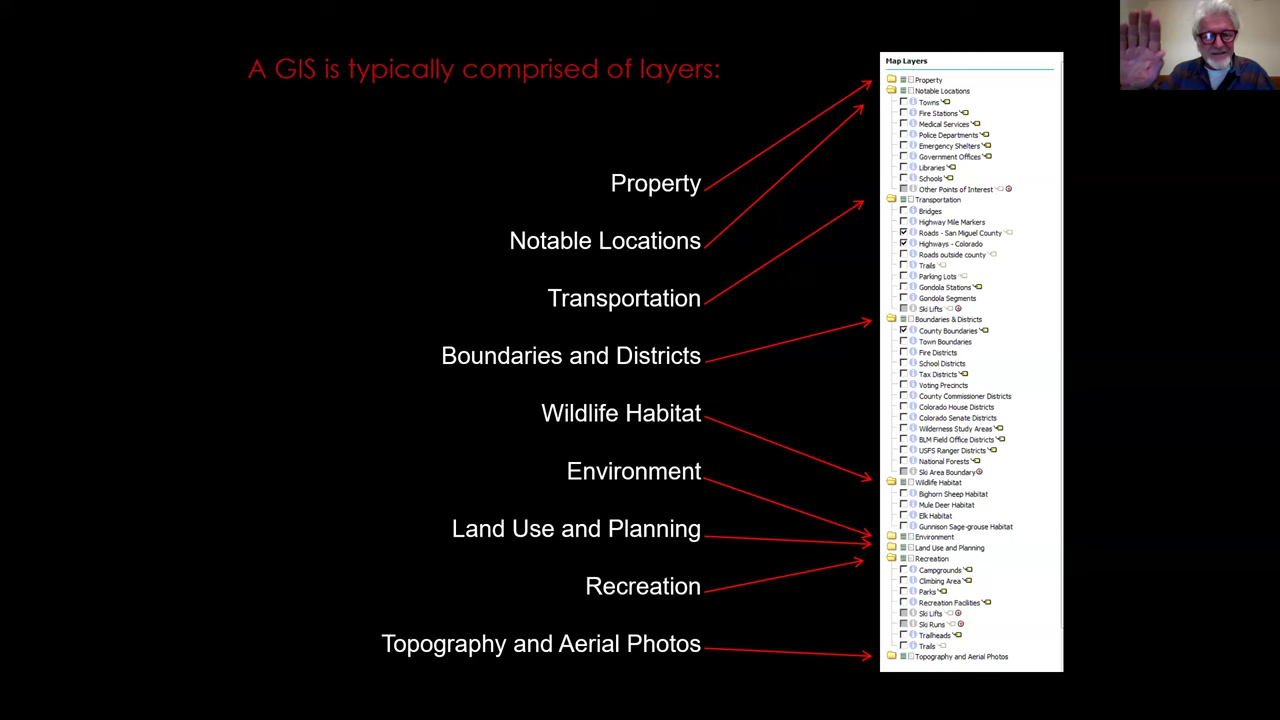 A GIS is typically comprised of layers:
Property
Notable Locations
Transportation
Boundaries and Districts
Wildlife Habitat
Environment
Land Use and Planning
Recreation
Topography and Aerial Photos
Map Layers
Property
Notable Locations
Towns
Fire Stations
Medical Services
Police Departments
Emergency Shelters
Government Offices
Libraries
Schools
Other Points of Interest
Transportation
Bridges
Highway Mile Markers
Roads - San Miguel County
Highways - Colorado
Roads outside county
Trails
Parking Lots
Gondola Stations
Gondola Segments
Ski Lifts
Boundaries & Districts
County Boundaries
Town Boundaries
Fire Districts
School Districts
Tax Districts
Voting Precincts
County Commissioner Districts
Colorado House Districts
Colorado Senate Districts
Wilderness Study Areas
BLM Field Office Districts
USFS Ranger Districts
National Forests
Ski Area Boundary
Wildlife Habitat
Bighorn Sheep Habitat
Mule Deer Habitat
Elk Habitat
Gunnison Sage-grouse Habitat
Environment
Land Use and Planning
Recreation
Campgrounds
Climbing Area
Parks
Recreation Facilities
Ski Lifts
Ski Runs
Trailheads
Trails
Topography and Aerial Photos